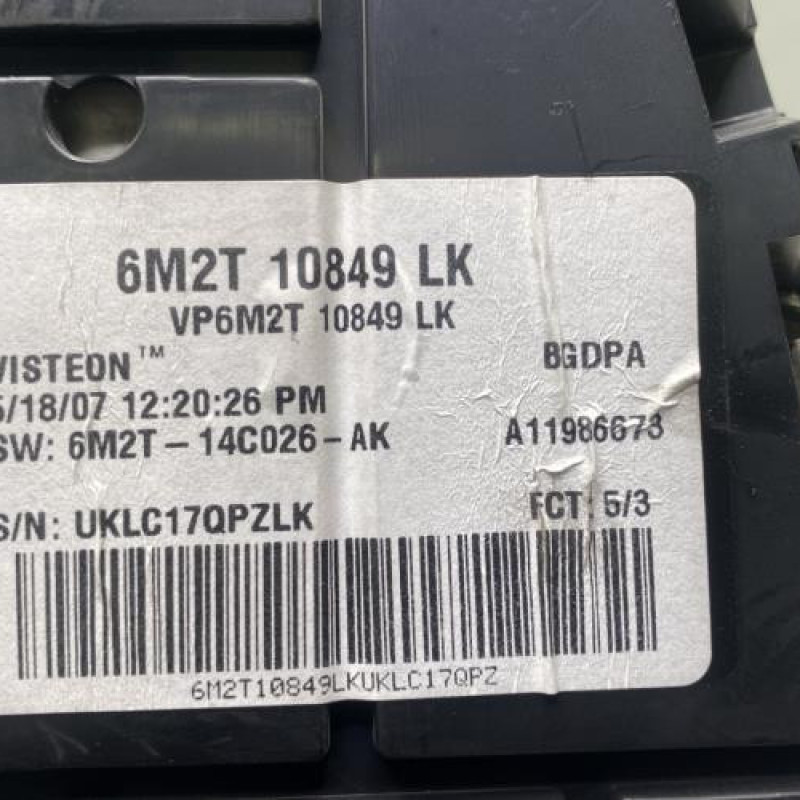 6M2T 10849 LK
VP6M2T 10849 LK
VISTEON™ BGDPA
5/18/07 12:20:26 PM
SW: 6M2T-14C026-AK A11986673
S/N: UKLC17QPZLK FCT: 5/3
6M2T10849LKUKLC17QPZ